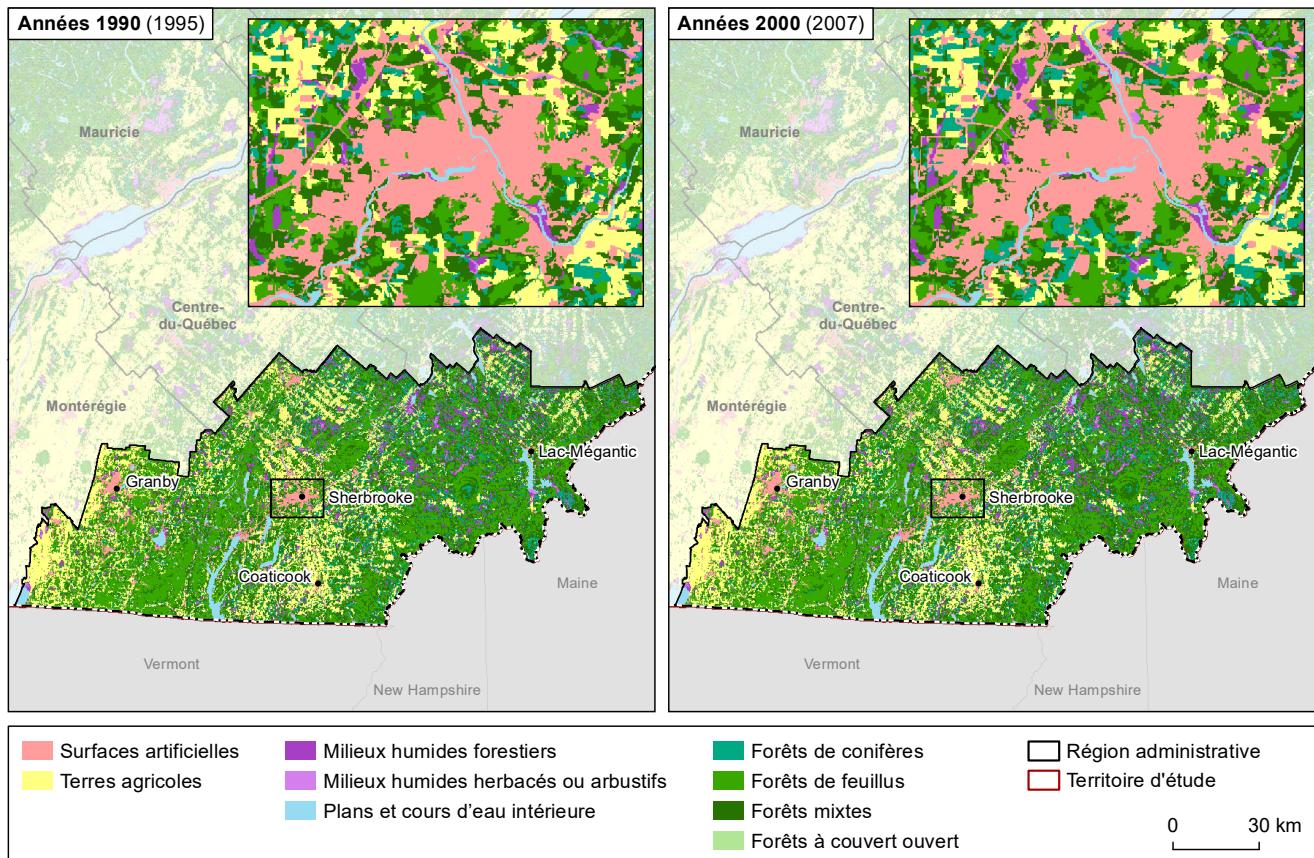 Années 1990 (1995)
Mauricie
Centre-
du-Québec
Montérégie
Lac-Mégantic
Granby
Sherbrooke
Coaticook
Maine
Vermont
New Hampshire
Années 2000 (2007)
Mauricie
Centre-
du-Québec
Montérégie
Lac-Mégantic
Granby
Sherbrooke
Coaticook
Maine
Vermont
New Hampshire
Surfaces artificielles
Terres agricoles
Milieux humides forestiers
Milieux humides herbacés ou arbustifs
Plans et cours d’eau intérieure
Forêts de conifères
Forêts de feuillus
Forêts mixtes
Forêts à couvert ouvert
Région administrative
Territoire d'étude
0 30 km